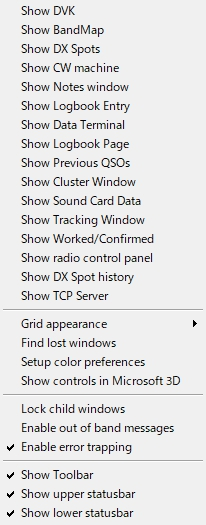 Show DVK
Show BandMap
Show DX Spots
Show CW machine
Show Notes window
Show Logbook Entry
Show Data Terminal
Show Logbook Page
Show Previous QSOs
Show Cluster Window
Show Sound Card Data
Show Tracking Window
Show Worked/Confirmed
Show radio control panel
Show DX Spot history
Show TCP Server
Grid appearance
Find lost windows
Setup color preferences
Show controls in Microsoft 3D
Lock child windows
Enable out of band messages
Enable error trapping
Show Toolbar
Show upper statusbar
Show lower statusbar